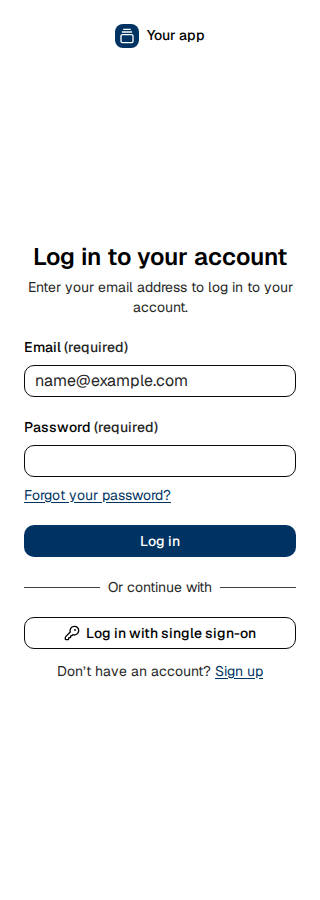 Your app
Log in to your account
Enter your email address to log in to your
account.
Email (required)
name@example.com
Password (required)
Forgot your password?
Log in
Or continue with
Log in with single sign-on
Don't have an account? Sign up